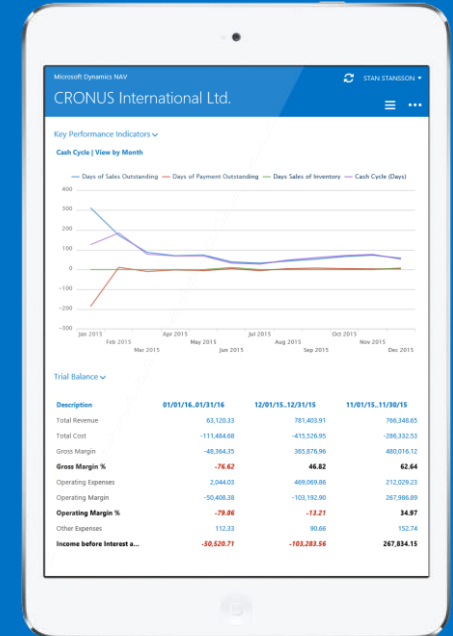 Microsoft Dynamics NAV
STAN STANSSON
CRONUS International Ltd.
Key Performance Indicators
Cash Cycle | View by Month
Days of Sales Outstanding Days of Payment Outstanding Days Sales of Inventory Cash Cycle (Days)
400
300
200
100
0
-100
-200
-300
Jan 2015 Apr 2015 Jul 2015 Oct 2015
Feb 2015 May 2015 Aug 2015 Nov 2015
Mar 2015 Jun 2015 Sep 2015 Dec 2015
Trial Balance
Description 01/01/16..01/31/16 12/01/15..12/31/15 11/01/15..11/30/15
Total Revenue 63,120.33 781,403.91 766,348.65
Total Cost -111,484.68 -415,526.95 -286,332.53
Gross Margin -48,364.35 365,876.96 480,016.12
Gross Margin % -76.62 46.82 62.64
Operating Expenses 2,044.03 469,069.86 212,029.23
Operating Margin -50,408.38 -103,192.90 267,986.89
Operating Margin % -79.86 -13.21 34.97
Other Expenses 112.33 90.66 152.74
Income before Interest a... -50,520.71 -103,283.56 267,834.15